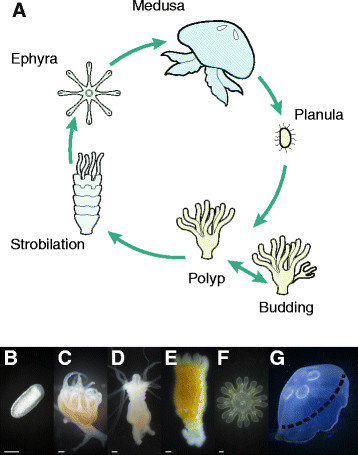 A
Medusa
Ephyra
Planula
Strobilation
Polyp
Budding
B C D E F G